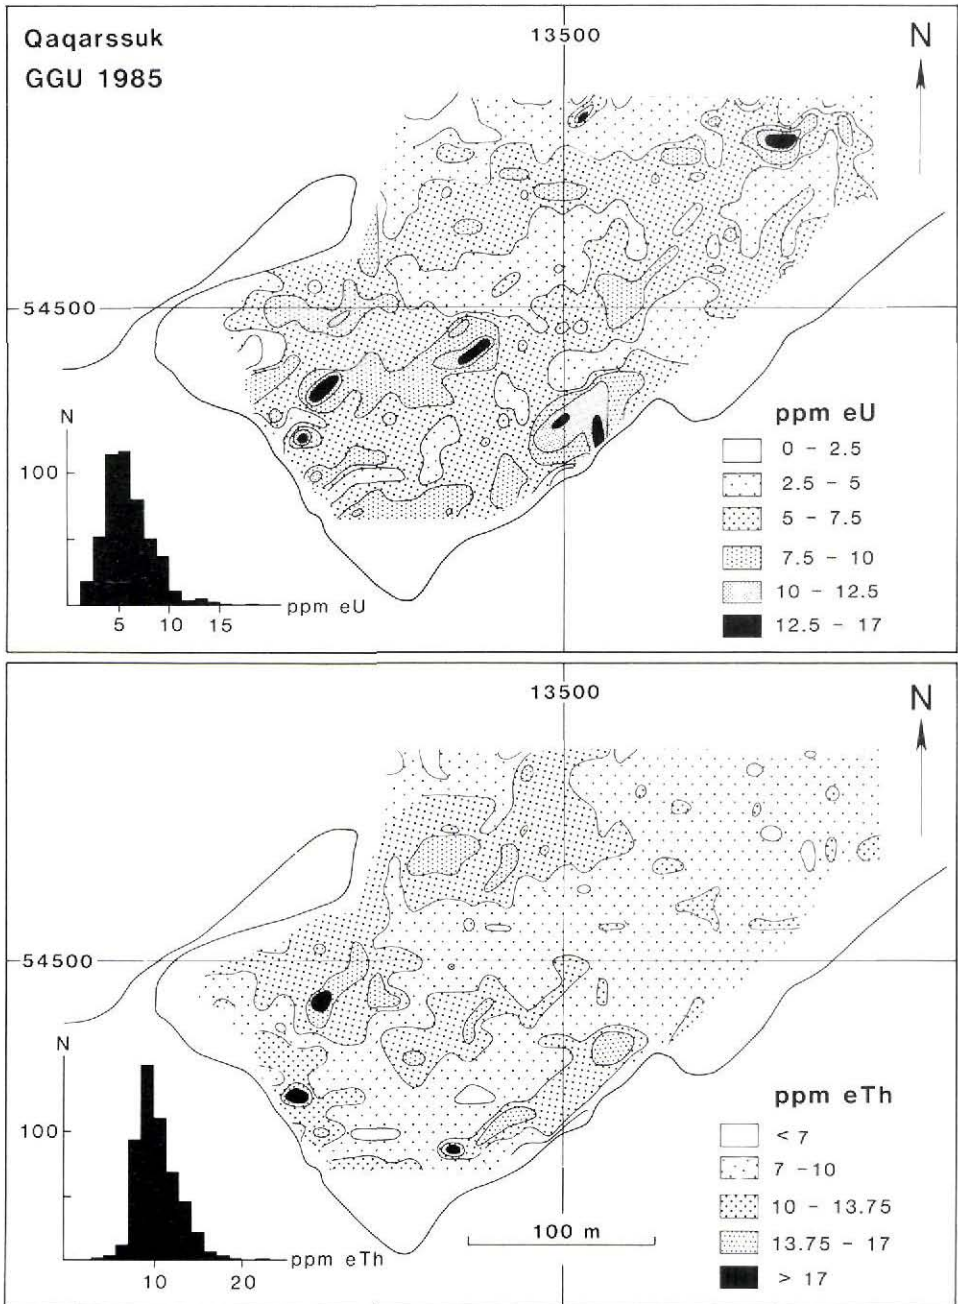 Qaqarssuk
GGU 1985
13500
N
54500
N
100
ppm eU
5 10 15
ppm eU
0 - 2.5
2.5 - 5
5 - 7.5
7.5 - 10
10 - 12.5
12.5 - 17
13500
N
54500
N
100
ppm eTh
10 20
100 m
ppm eTh
< 7
7 - 10
10 - 13.75
13.75 - 17
> 17